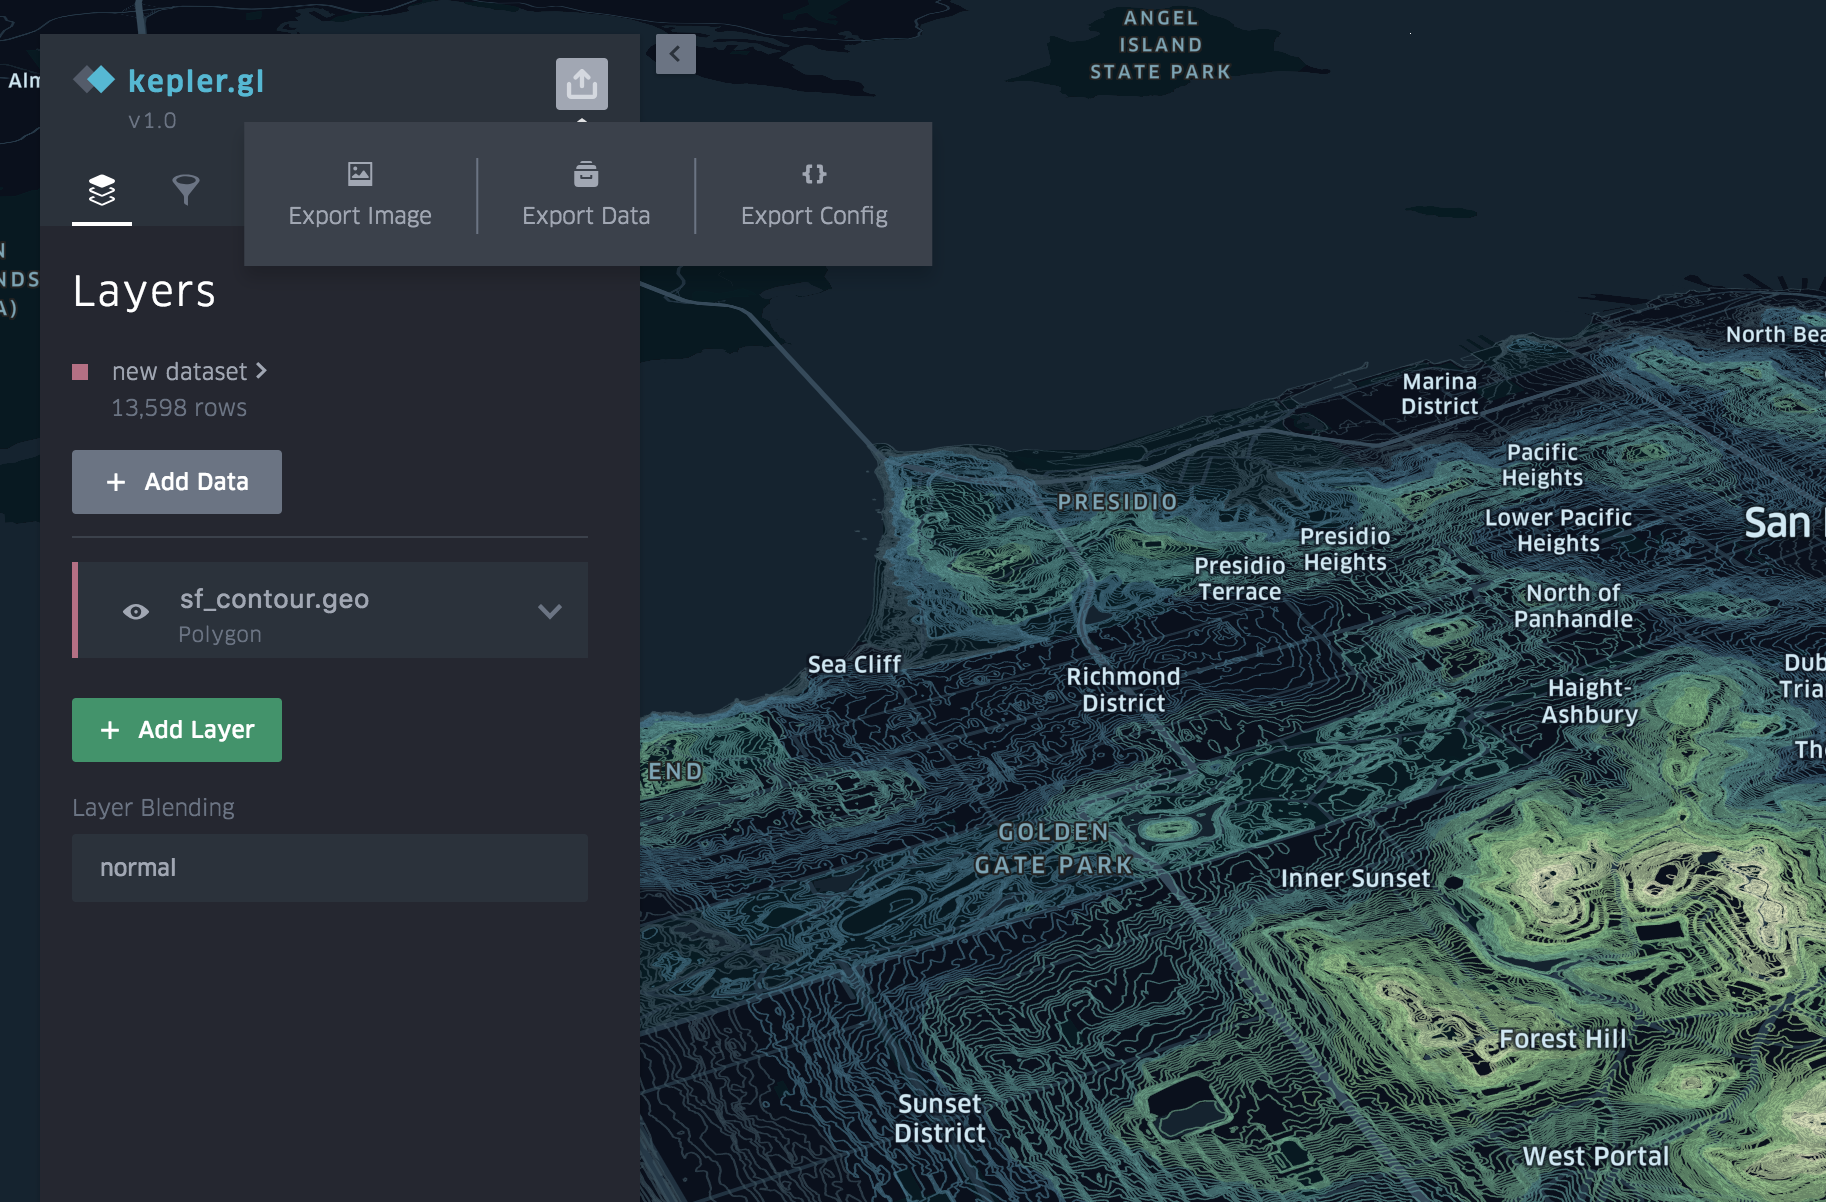 kepler.gl
v1.0
Export Image
Export Data
Export Config
Layers
new dataset
13,598 rows
+ Add Data
sf_contour.geo
Polygon
+ Add Layer
Layer Blending
normal
ANGEL
ISLAND
STATE PARK
North Bea
Marina
District
Pacific
Heights
PRESIDIO
Lower Pacific
Heights
San
Presidio
Heights
Presidio
Terrace
North of
Panhandle
Sea Cliff
Richmond
District
Haight-
Ashbury
Dub
Tria
The
END
GOLDEN
GATE PARK
Inner Sunset
Forest Hill
Sunset
District
West Portal
Alm
N
NDS
A)